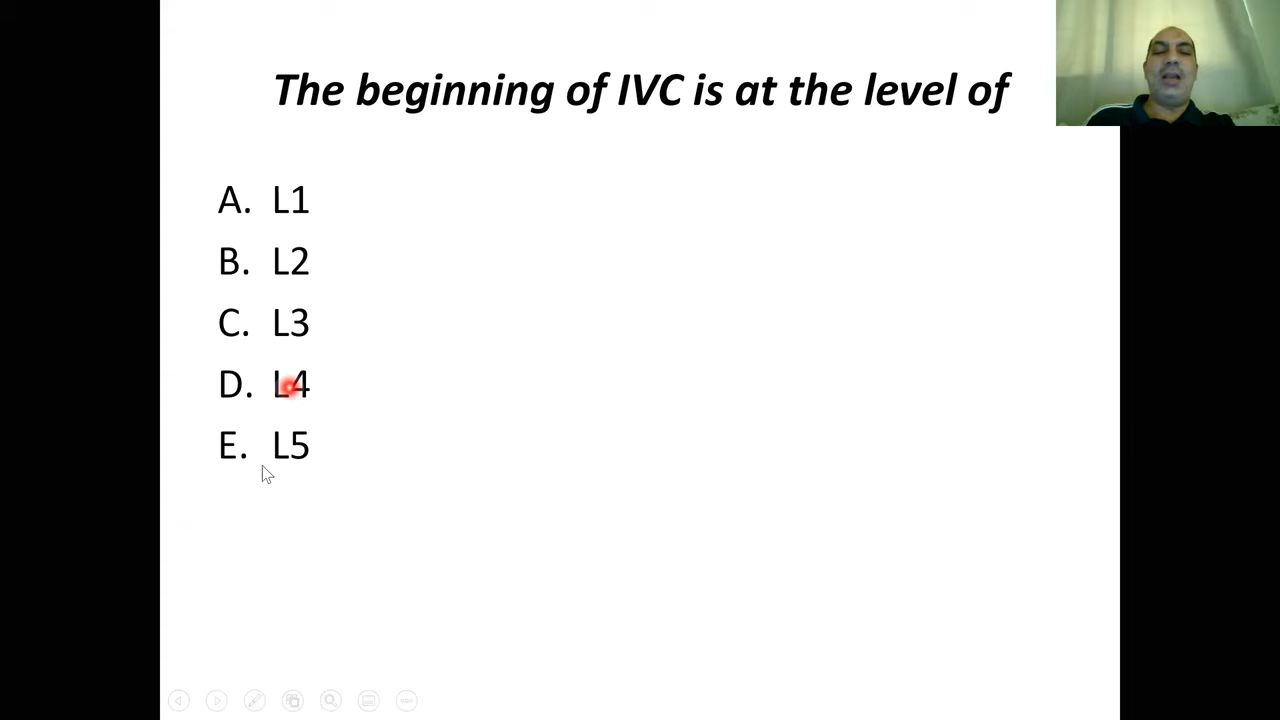 The beginning of IVC is at the level of
A. L1
B. L2
C. L3
D. L4
E. L5